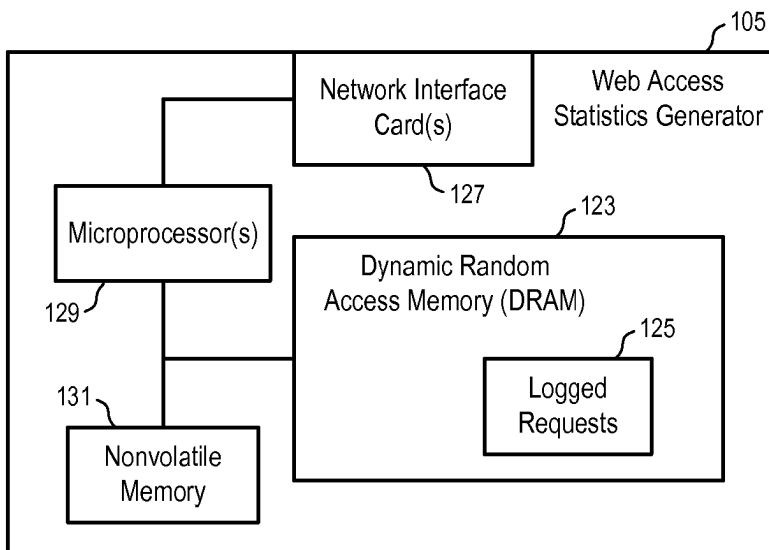 105
Network Interface
Card(s)
Web Access
Statistics Generator
127
123
Microprocessor(s)
129
Dynamic Random
Access Memory (DRAM)
125
Logged
Requests
131
Nonvolatile
Memory